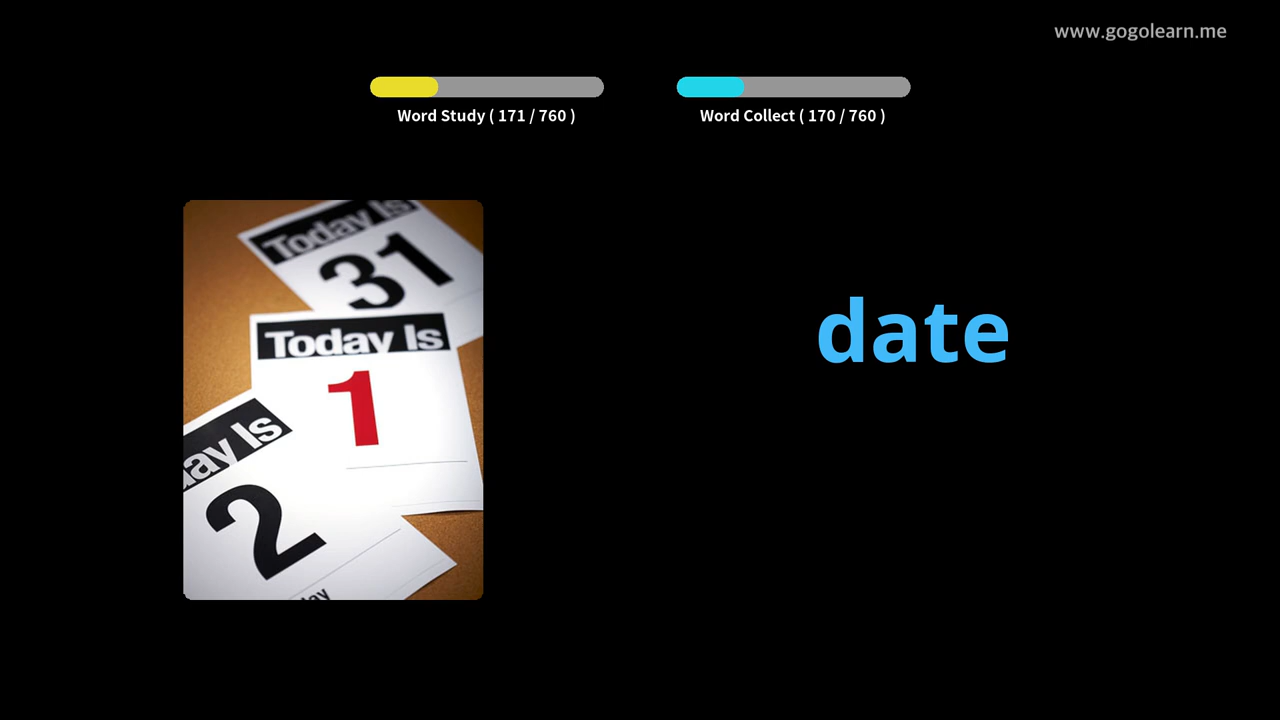 www.gogolearn.me
Word Study ( 171 / 760 )
Word Collect ( 170 / 760 )
Today Is
31
Today Is
1
day Is
2
date